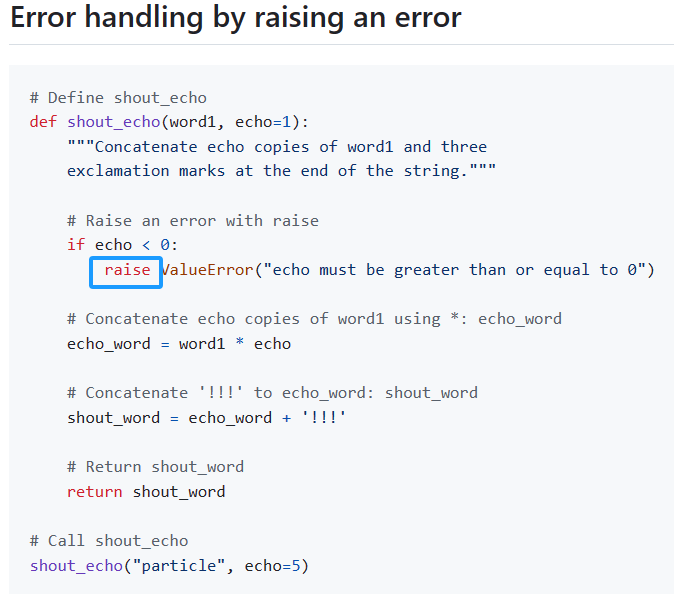 Error handling by raising an error
# Define shout_echo
def shout_echo(word1, echo=1):
    """Concatenate echo copies of word1 and three
    exclamation marks at the end of the string."""
    # Raise an error with raise
    if echo < 0:
        raise ValueError("echo must be greater than or equal to 0")
    # Concatenate echo copies of word1 using *: echo_word
    echo_word = word1 * echo
    # Concatenate '!!!' to echo_word: shout_word
    shout_word = echo_word + '!!!'
    # Return shout_word
    return shout_word
# Call shout_echo
shout_echo("particle", echo=5)